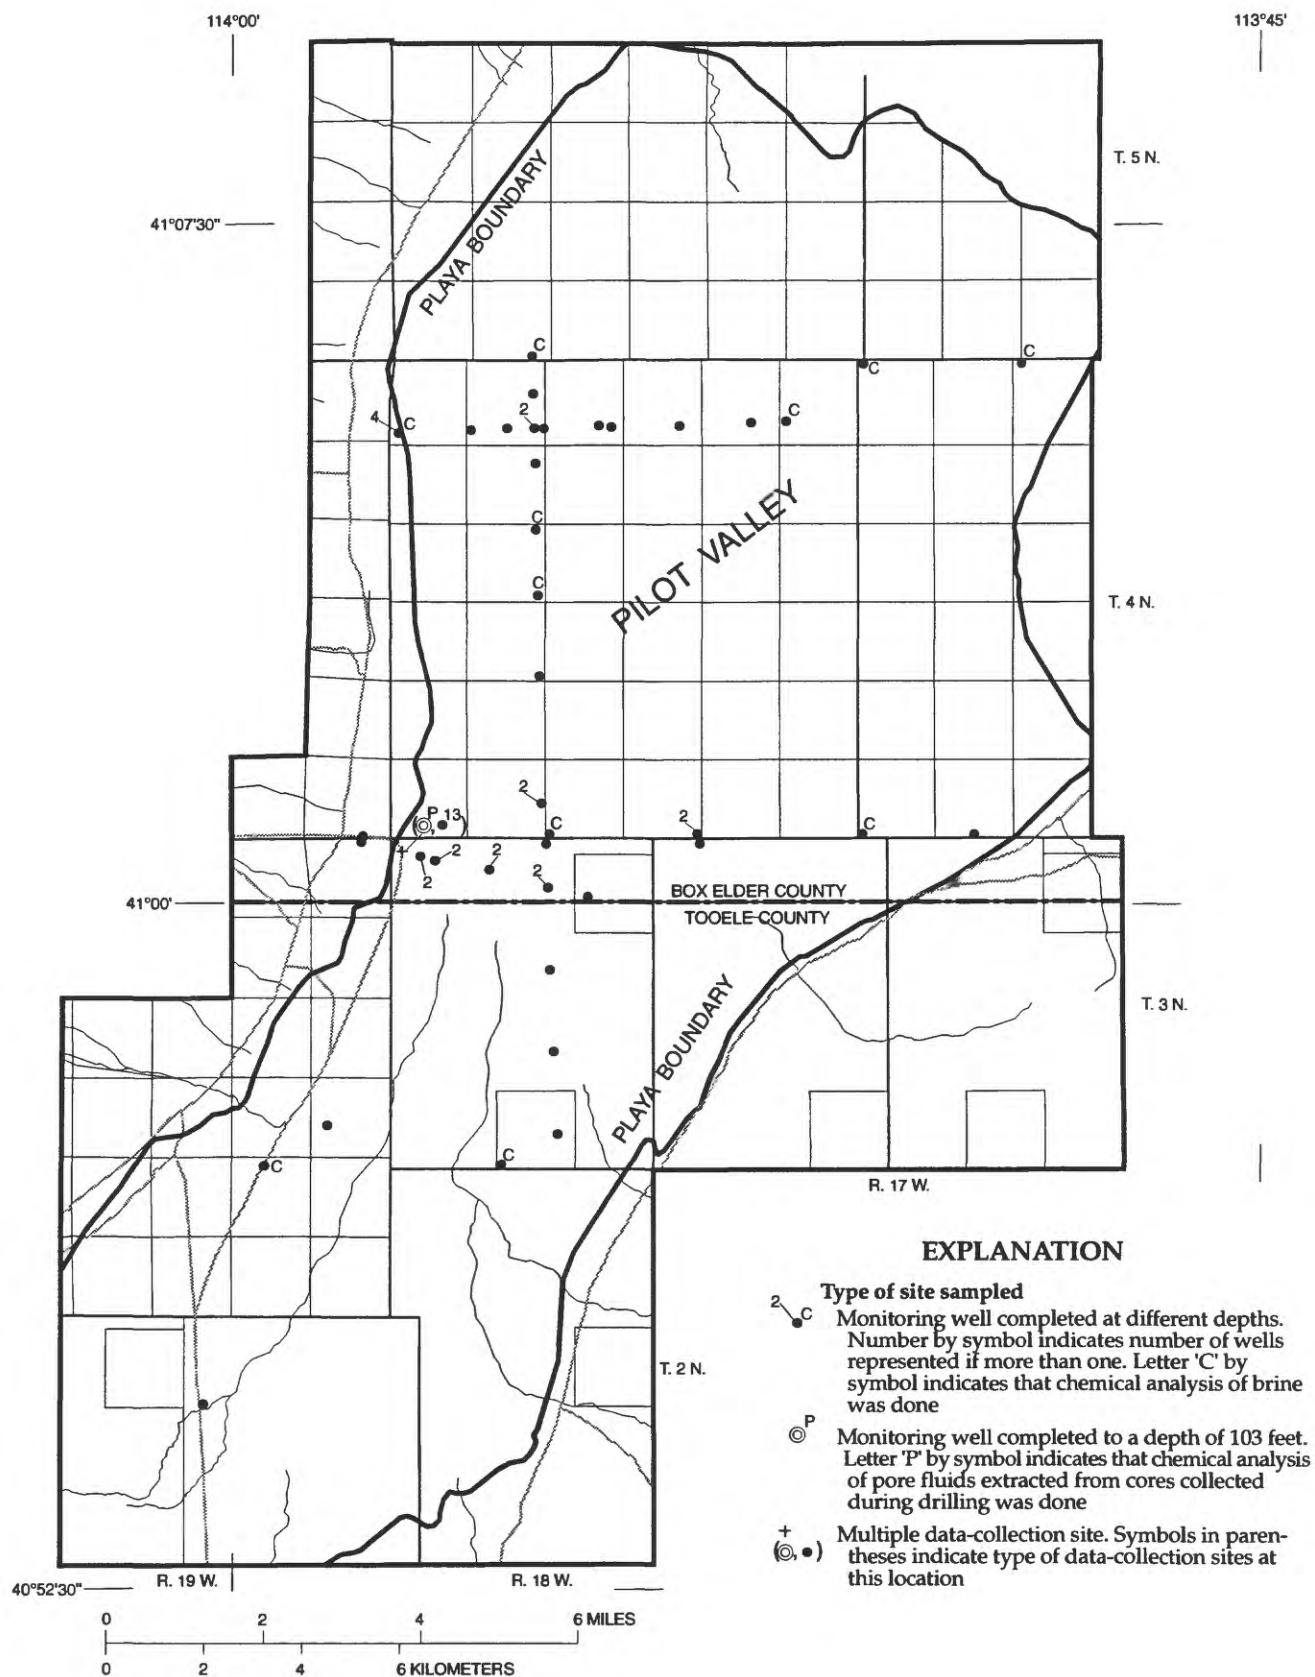 114°00'
113°45'
T. 5 N.
41°07'30"
PLAYA BOUNDARY
C
C
C
4
C
2
C
C
PILOT VALLEY
C
T. 4 N.
2
C
2
C
P
13
(◎, ●)
+
2
2
2
2
BOX ELDER COUNTY
41°00'
TOOELE COUNTY
T. 3 N.
PLAYA BOUNDARY
C
C
R. 17 W.
T. 2 N.
40°52'30"
R. 19 W.
R. 18 W.
0 2 4 6 MILES
0 2 4 6 KILOMETERS
EXPLANATION
Type of site sampled
2 C Monitoring well completed at different depths.
Number by symbol indicates number of wells
represented if more than one. Letter 'C' by
symbol indicates that chemical analysis of brine
was done
P Monitoring well completed to a depth of 103 feet.
Letter 'P' by symbol indicates that chemical analysis
of pore fluids extracted from cores collected
during drilling was done
+ (◎, ●) Multiple data-collection site. Symbols in paren-
theses indicate type of data-collection sites at
this location